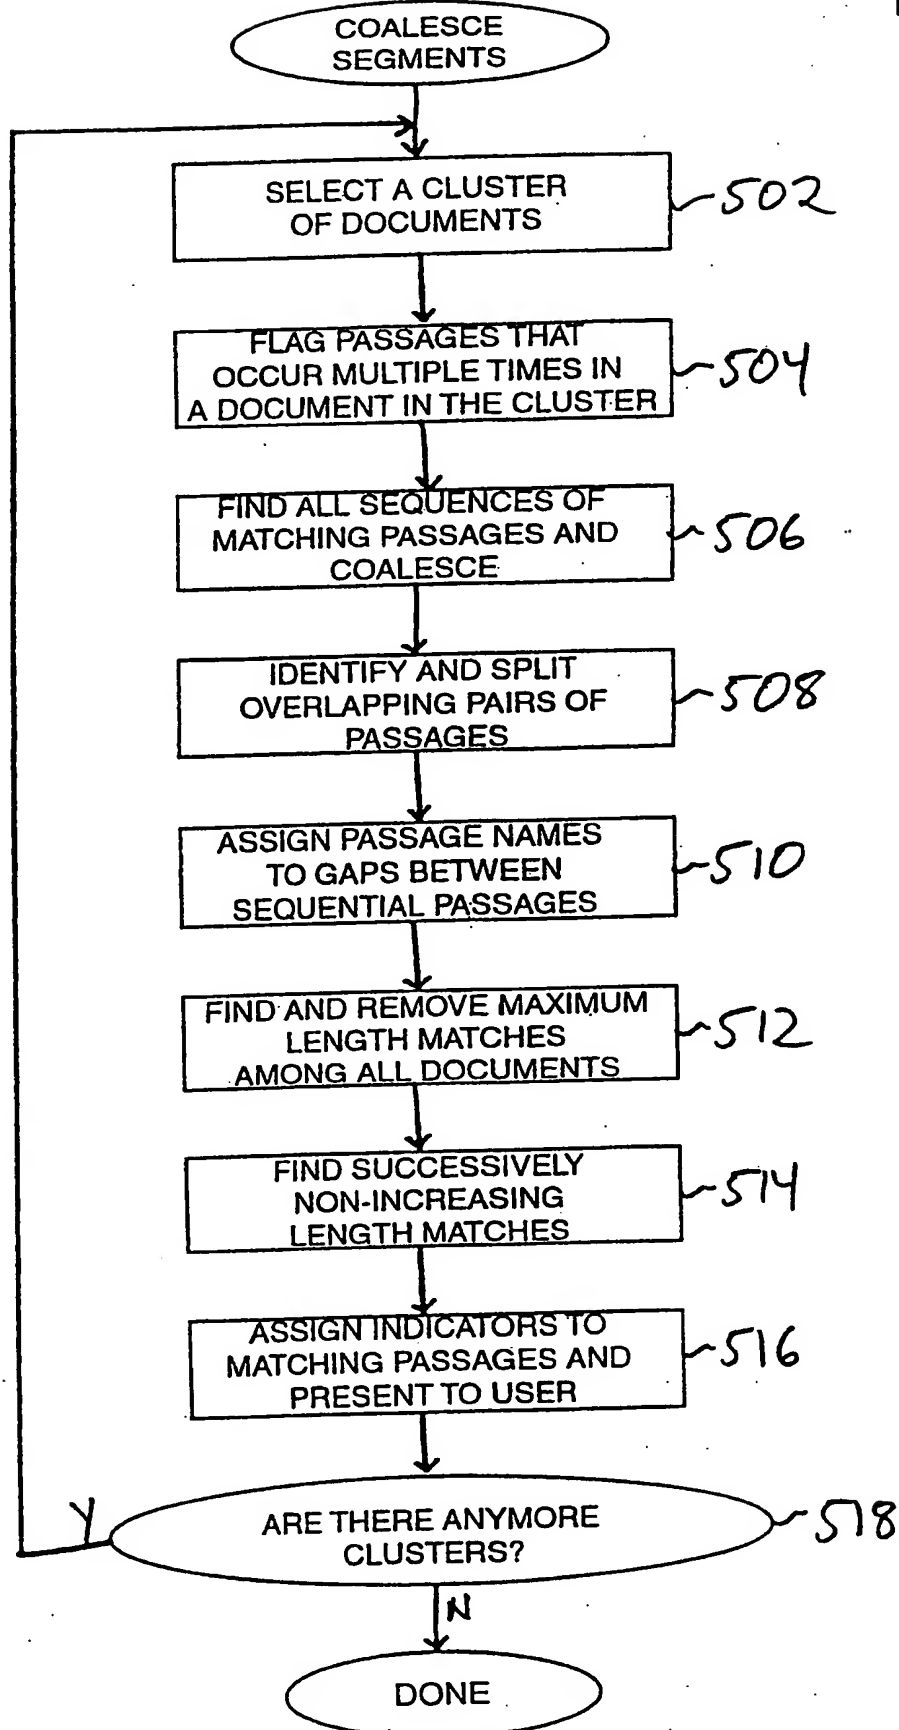 COALESCE
SEGMENTS
SELECT A CLUSTER
OF DOCUMENTS
502
FLAG PASSAGES THAT
OCCUR MULTIPLE TIMES IN
A DOCUMENT IN THE CLUSTER
504
FIND ALL SEQUENCES OF
MATCHING PASSAGES AND
COALESCE
506
IDENTIFY AND SPLIT
OVERLAPPING PAIRS OF
PASSAGES
508
ASSIGN PASSAGE NAMES
TO GAPS BETWEEN
SEQUENTIAL PASSAGES
510
FIND AND REMOVE MAXIMUM
LENGTH MATCHES
AMONG ALL DOCUMENTS
512
FIND SUCCESSIVELY
NON-INCREASING
LENGTH MATCHES
514
ASSIGN INDICATORS TO
MATCHING PASSAGES AND
PRESENT TO USER
516
Y
ARE THERE ANYMORE
CLUSTERS?
518
N
DONE